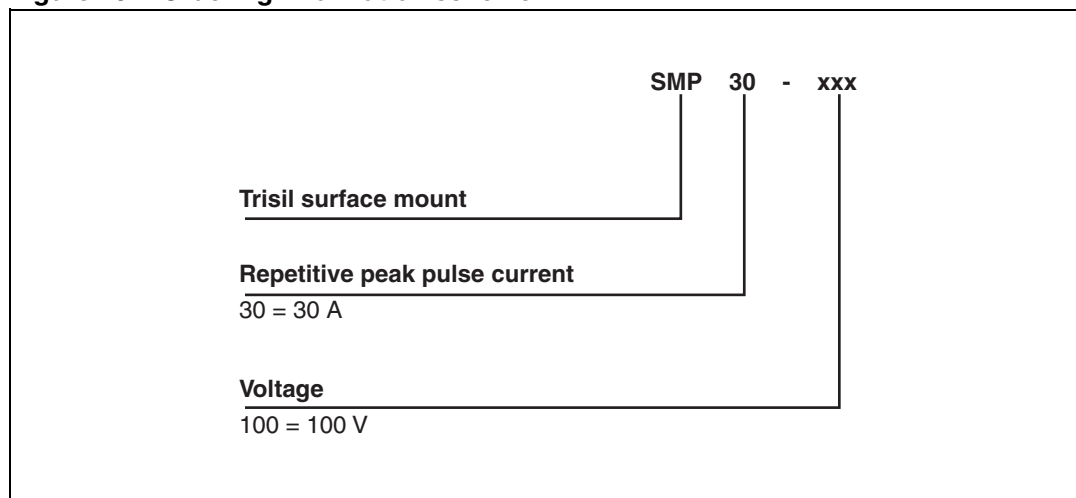 SMP 30 - xxx
Trisil surface mount
Repetitive peak pulse current
30 = 30 A
Voltage
100 = 100 V